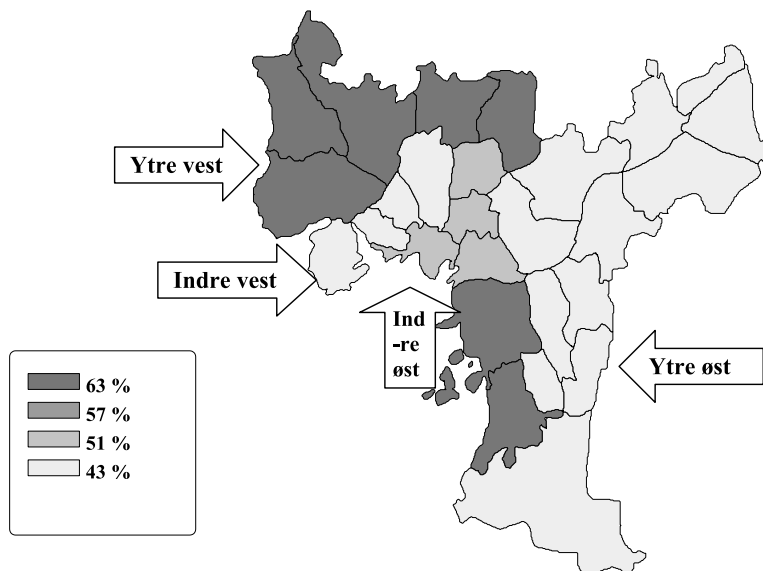 Ytre vest
Indre vest
Ind
-re
øst
Ytre øst
63 %
57 %
51 %
43 %